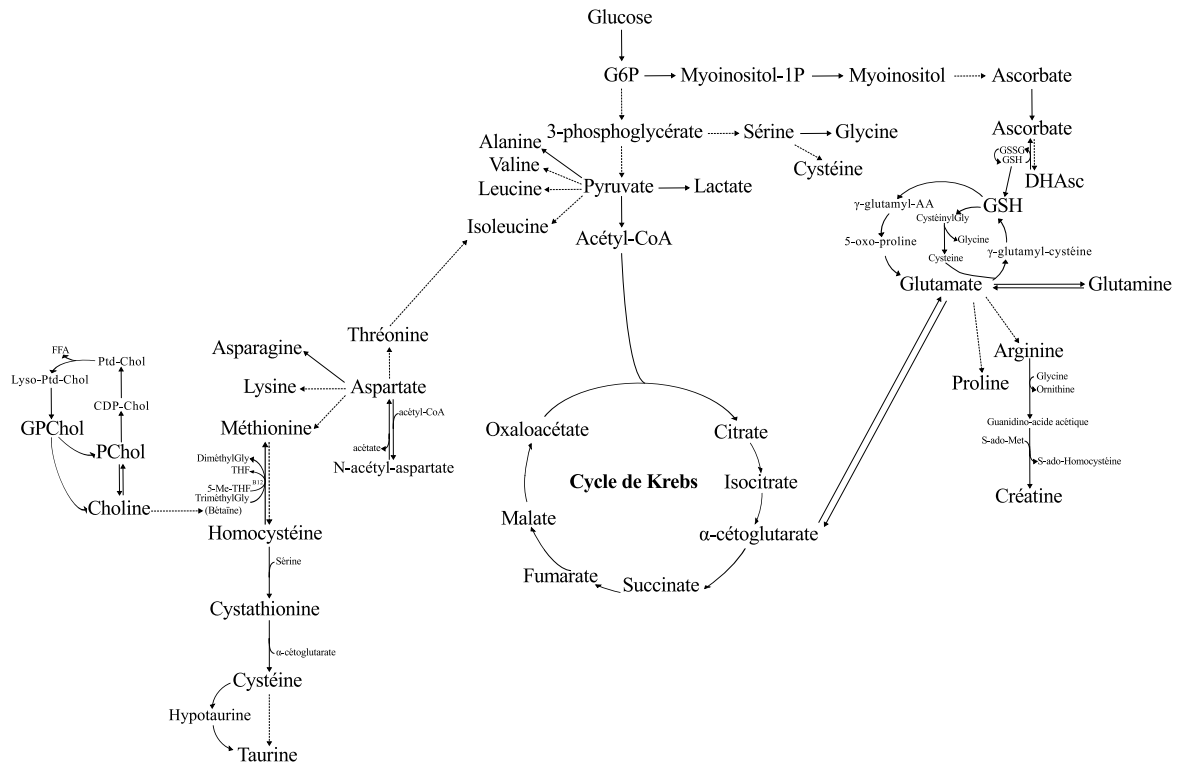 Glucose
G6P
Myoinositol-1P
Myoinositol
Ascorbate
3-phosphoglycérate
Sérine
Glycine
Cystéine
Ascorbate
GSSG
GSH
DHAsc
Alanine
Valine
Leucine
Isoleucine
Pyruvate
Lactate
Acétyl-CoA
γ-glutamyl-AA
CystéinylGly
GSH
5-oxo-proline
Glycine
Cysteine
γ-glutamyl-cystéine
Glutamate
Glutamine
Thréonine
Asparagine
Lysine
Aspartate
Méthionine
acétyl-CoA
acétate
N-acétyl-aspartate
Arginine
Proline
Glycine
Ornithine
Guanidino-acide acétique
S-ado-Met
S-ado-Homocystéine
Créatine
FFA
Ptd-Chol
Lyso-Ptd-Chol
CDP-Chol
GPChol
PChol
Choline
DiméthylGly
THF
B12
5-Me-THF
TriméthylGly
(Bétaïne)
Homocystéine
Sérine
Cystathionine
α-cétoglutarate
Cystéine
Hypotaurine
Taurine
Oxaloacétate
Citrate
Cycle de Krebs
Isocitrate
Malate
α-cétoglutarate
Fumarate
Succinate